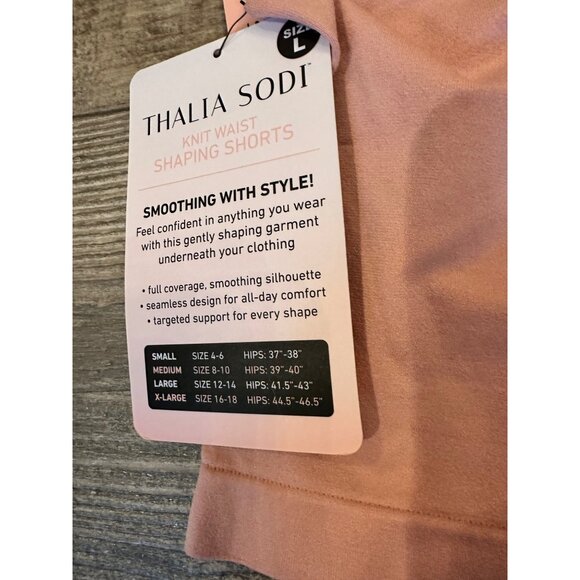 SIZE
L
THALIA SODI™
KNIT WAIST
SHAPING SHORTS
SMOOTHING WITH STYLE!
Feel confident in anything you wear
with this gently shaping garment
underneath your clothing
• full coverage, smoothing silhouette
• seamless design for all-day comfort
• targeted support for every shape
SMALL SIZE 4-6 HIPS: 37"-38"
MEDIUM SIZE 8-10 HIPS: 39"-40"
LARGE SIZE 12-14 HIPS: 41.5"-43"
X-LARGE SIZE 16-18 HIPS: 44.5"-46.5"